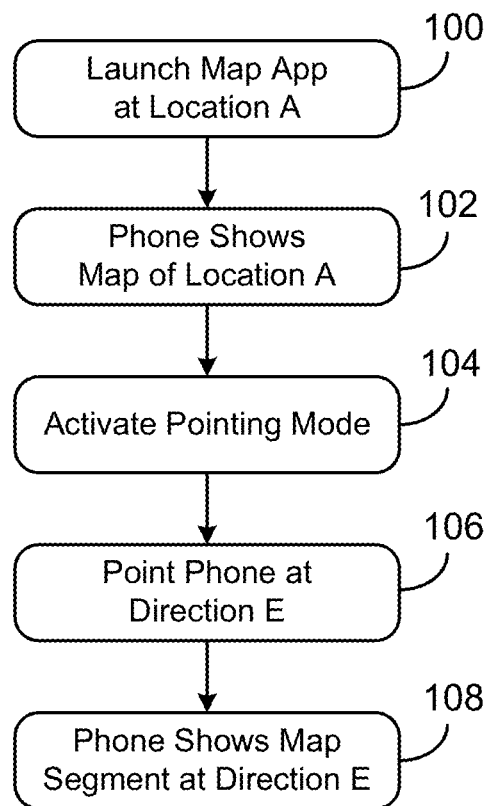 100
Launch Map App
at Location A
102
Phone Shows
Map of Location A
104
Activate Pointing Mode
106
Point Phone at
Direction E
108
Phone Shows Map
Segment at Direction E